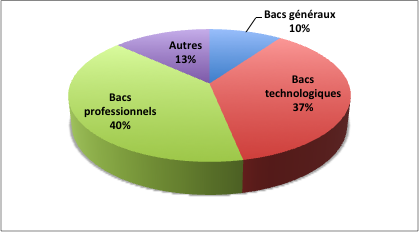 Bacs généraux
10%
Autres
13%
Bacs
technologiques
37%
Bacs
professionnels
40%